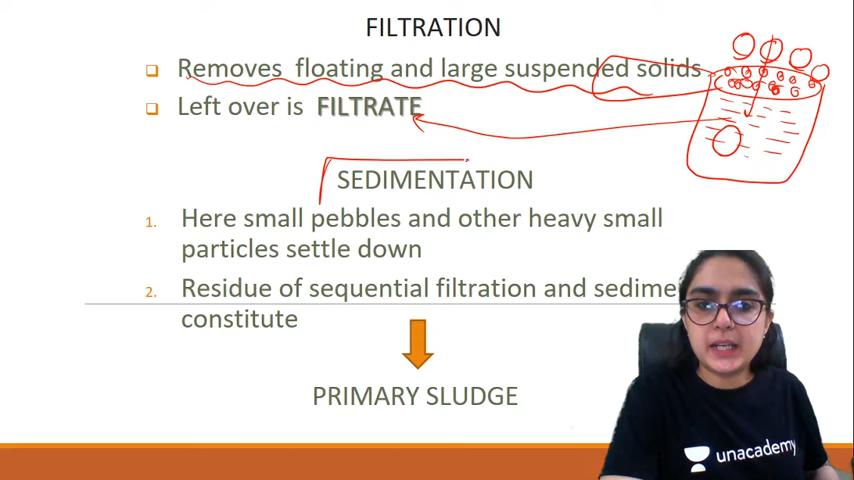 FILTRATION
Removes floating and large suspended solids
Left over is FILTRATE
SEDIMENTATION
1. Here small pebbles and other heavy small
particles settle down
2. Residue of sequential filtration and
constitute
PRIMARY SLUDGE
unacademy